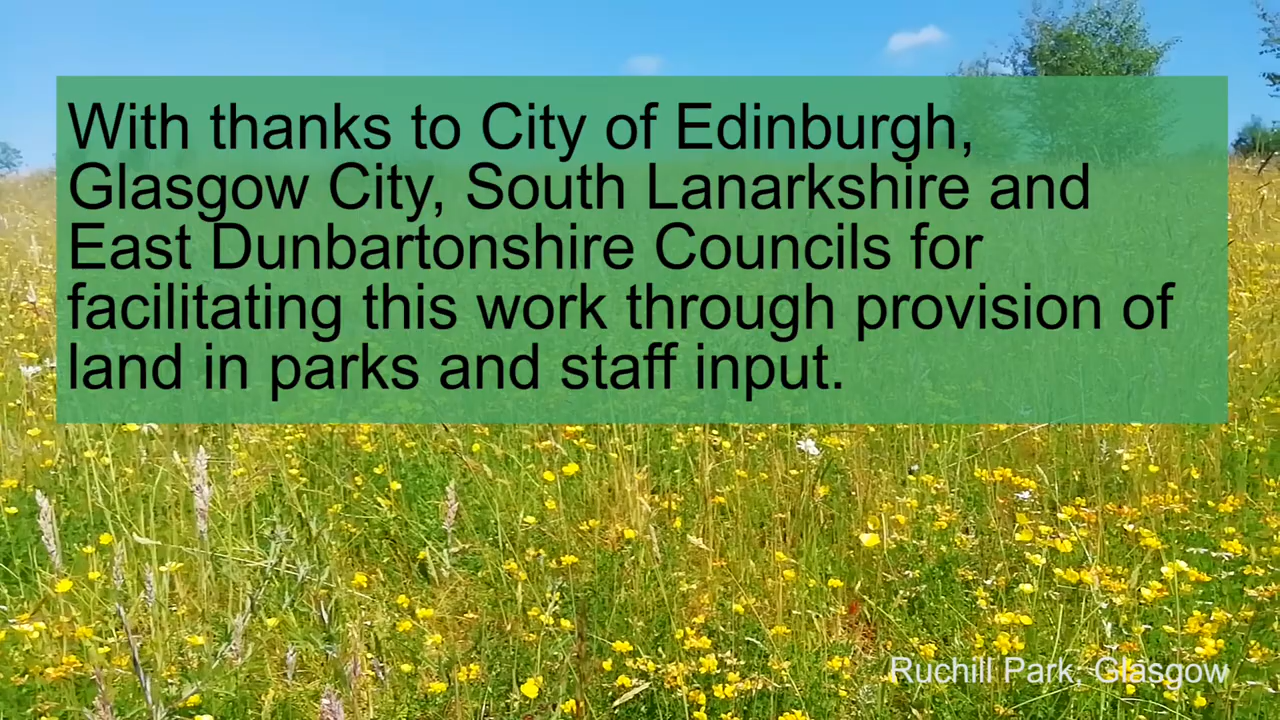 With thanks to City of Edinburgh,
Glasgow City, South Lanarkshire and
East Dunbartonshire Councils for
facilitating this work through provision of
land in parks and staff input.
Ruchill Park, Glasgow